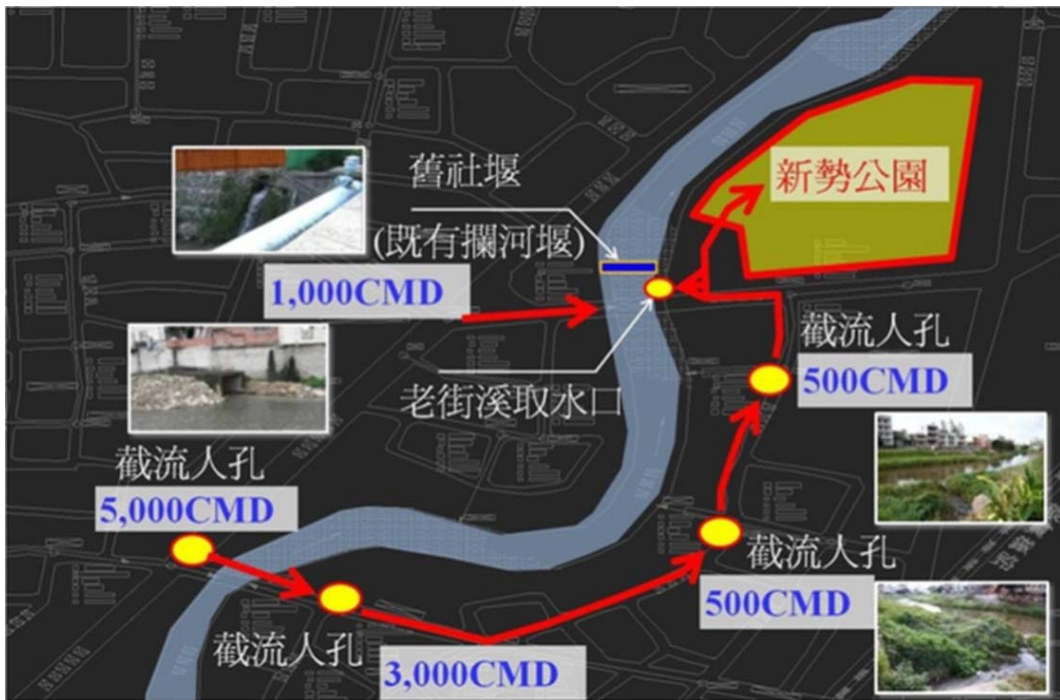 舊社堰
(既有攔河堰)
1,000CMD
新勢公園
老街溪取水口
截流人孔
500CMD
截流人孔
5,000CMD
截流人孔
500CMD
截流人孔
3,000CMD